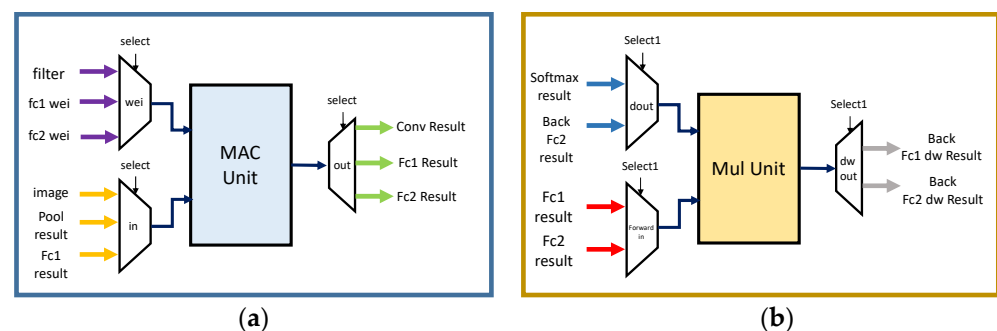 select
filter
fc1 wei
fc2 wei
wei
select
image
Pool
result
Fc1
result
in
MAC
Unit
select
out
Conv Result
Fc1 Result
Fc2 Result
(a)
Select1
Softmax
result
Back
Fc2
result
dout
Select1
Fc1
result
Fc2
result
Forward
in
Mul Unit
Select1
dw
out
Back
Fc1 dw Result
Back
Fc2 dw Result
(b)